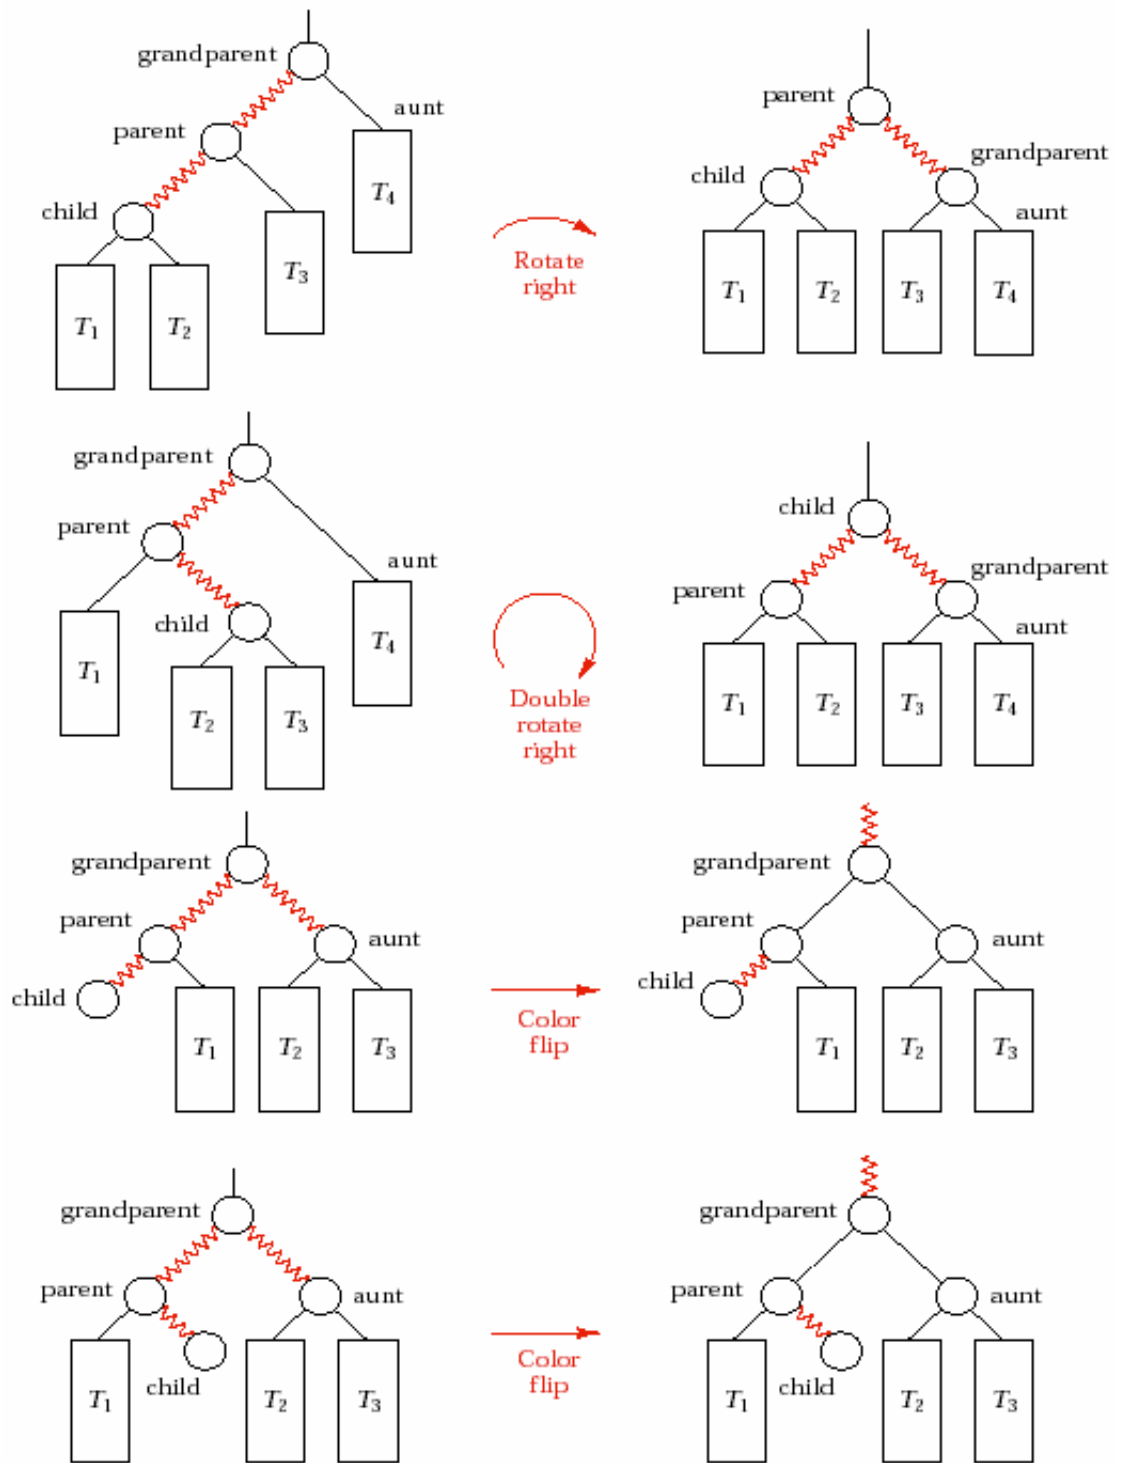 grandparent
aunt
parent
T4
child
T3
T1
T2
Rotate
right
parent
grandparent
child
aunt
T1
T2
T3
T4
grandparent
parent
aunt
child
T4
T1
T2
T3
Double
rotate
right
child
grandparent
parent
aunt
T1
T2
T3
T4
grandparent
parent
aunt
child
T1
T2
T3
Color
flip
grandparent
parent
aunt
child
T1
T2
T3
grandparent
parent
aunt
T1
child
T2
T3
Color
flip
grandparent
parent
aunt
T1
child
T2
T3